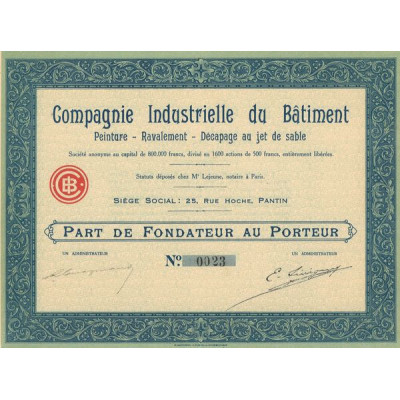 Compagnie Industrielle du Bâtiment
Peinture - Ravalement - Décapage au jet de sable
Société anonyme au capital de 800.000 francs, divisé en 1600 actions de 500 francs, entièrement libérées.
Statuts déposés chez Mᵉ Lejeune, notaire à Paris.
CIB
SIÈGE SOCIAL: 25, RUE HOCHE, PANTIN
PART DE FONDATEUR AU PORTEUR
UN ADMINISTRATEUR
UN ADMINISTRATEUR
No. 0023